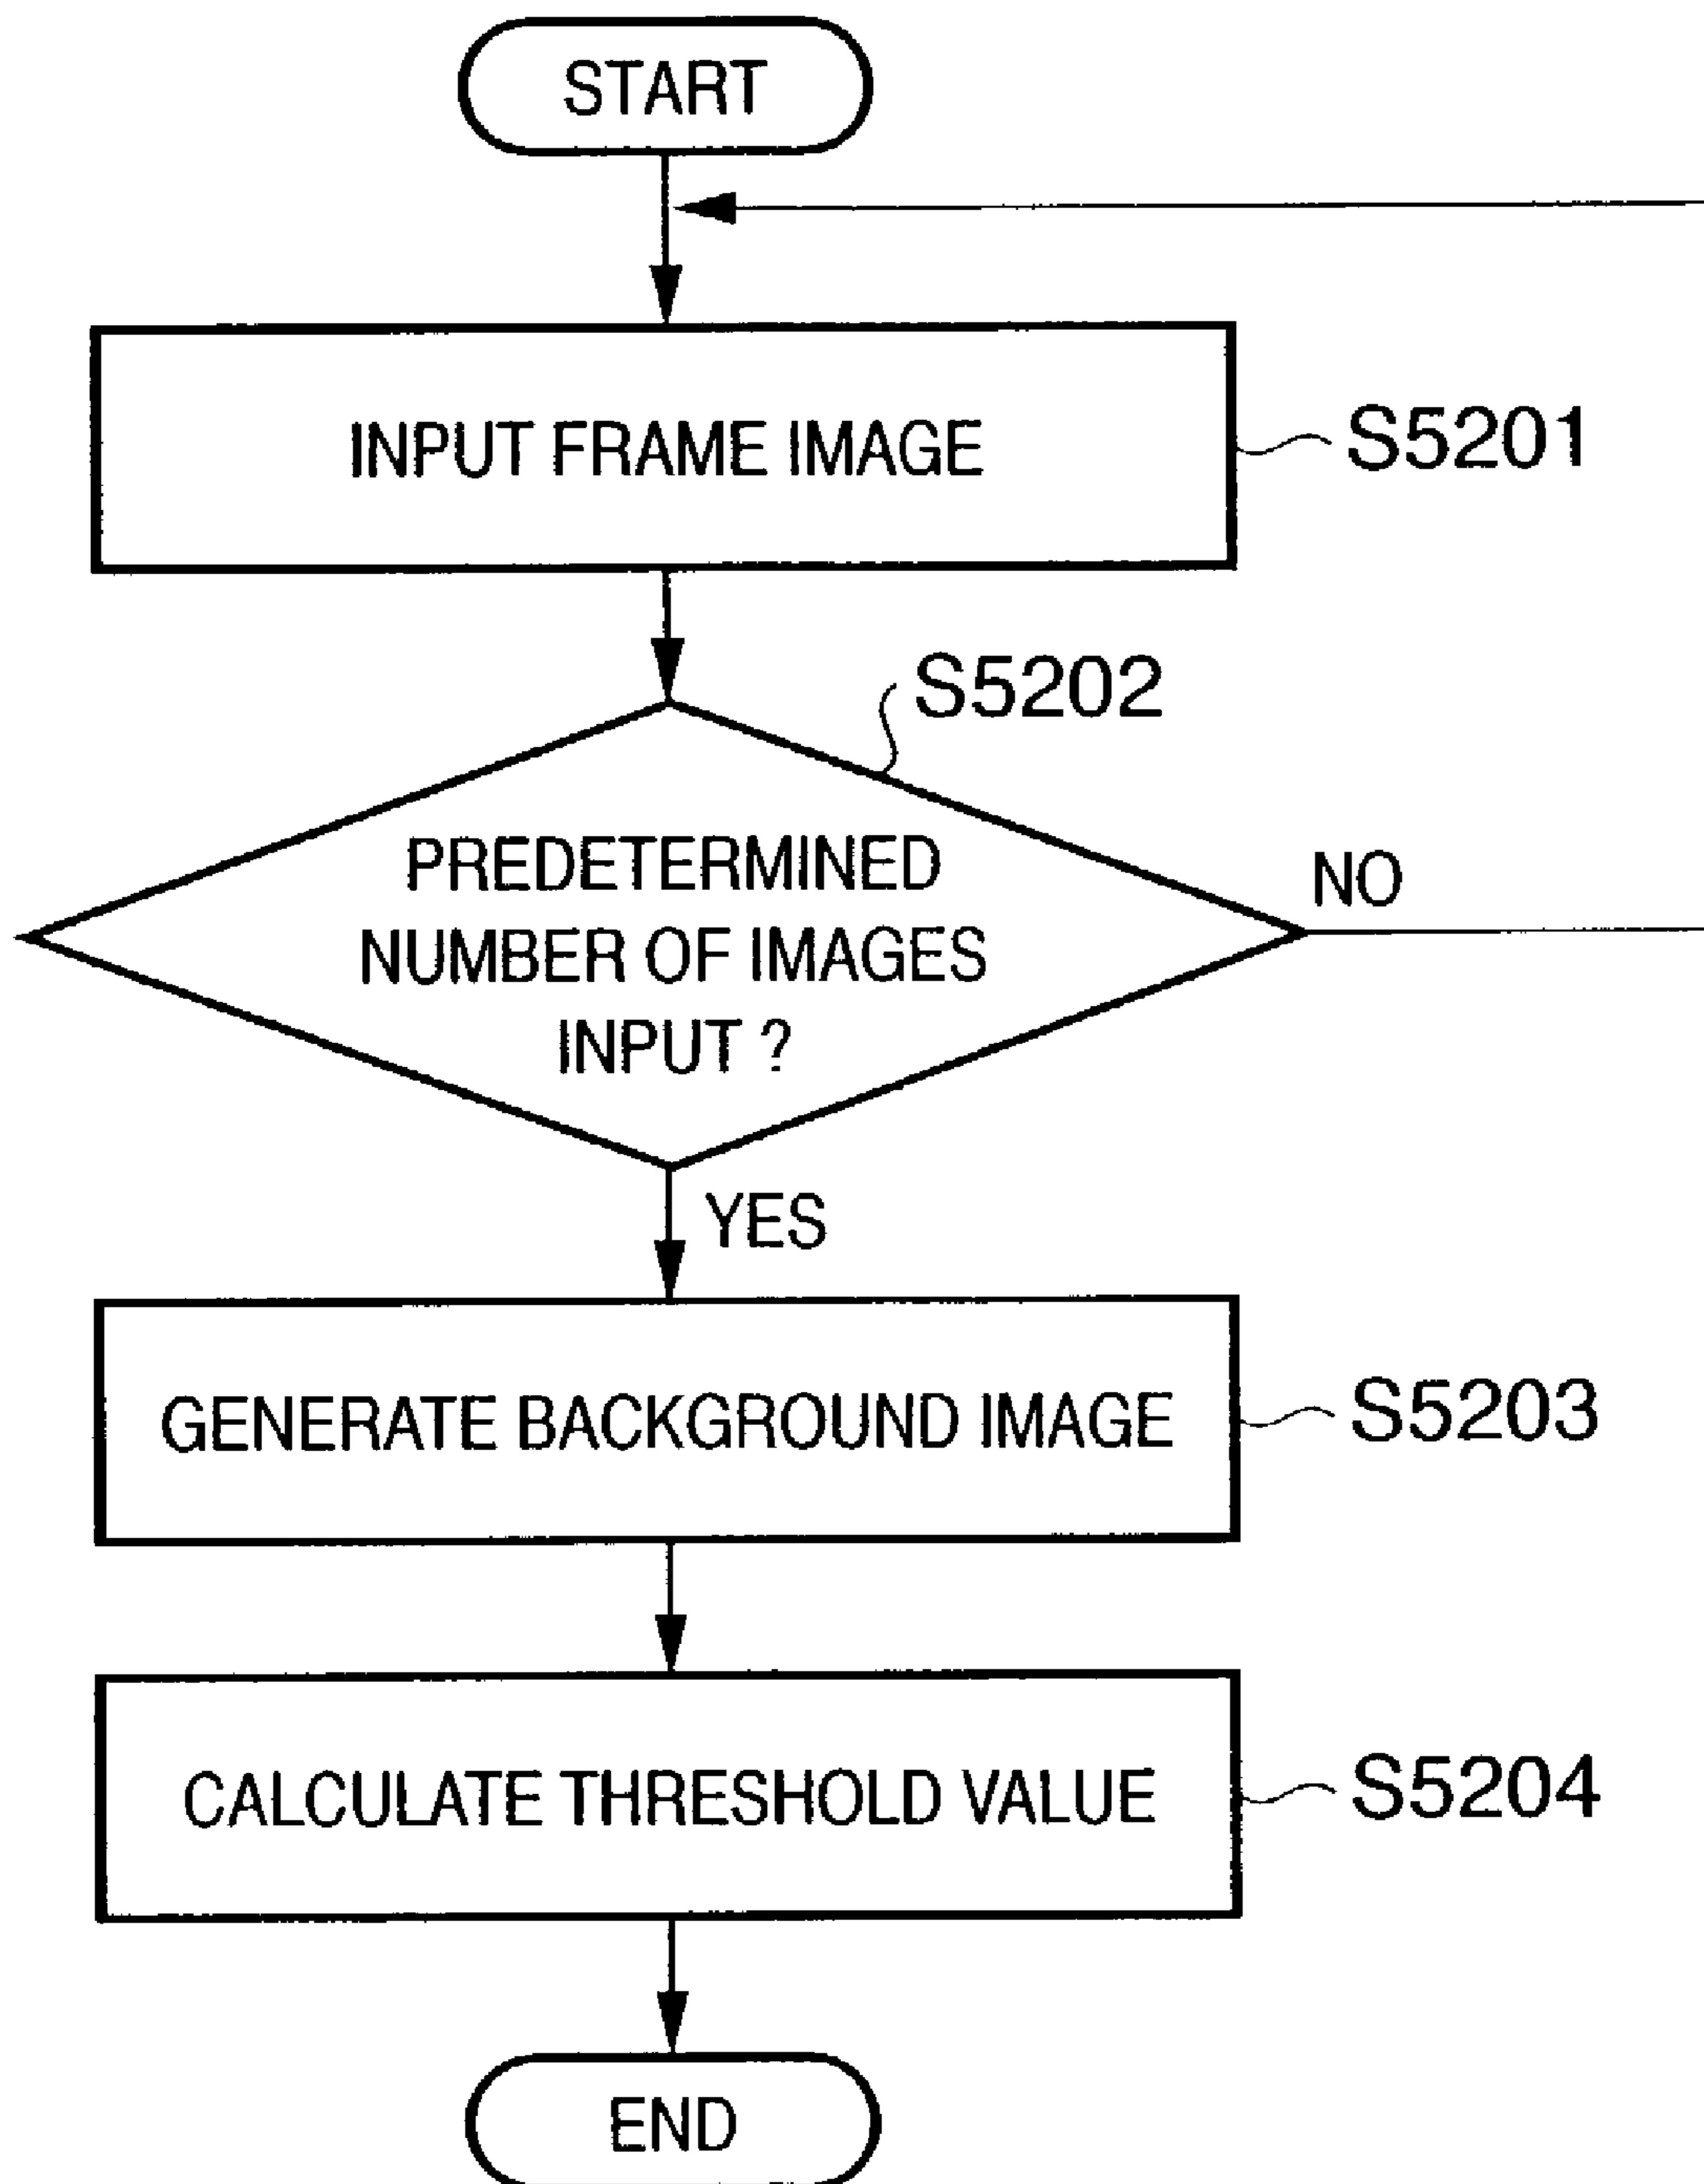 START
INPUT FRAME IMAGE
S5201
S5202
PREDETERMINED
NUMBER OF IMAGES
INPUT ?
NO
YES
GENERATE BACKGROUND IMAGE
S5203
CALCULATE THRESHOLD VALUE
S5204
END